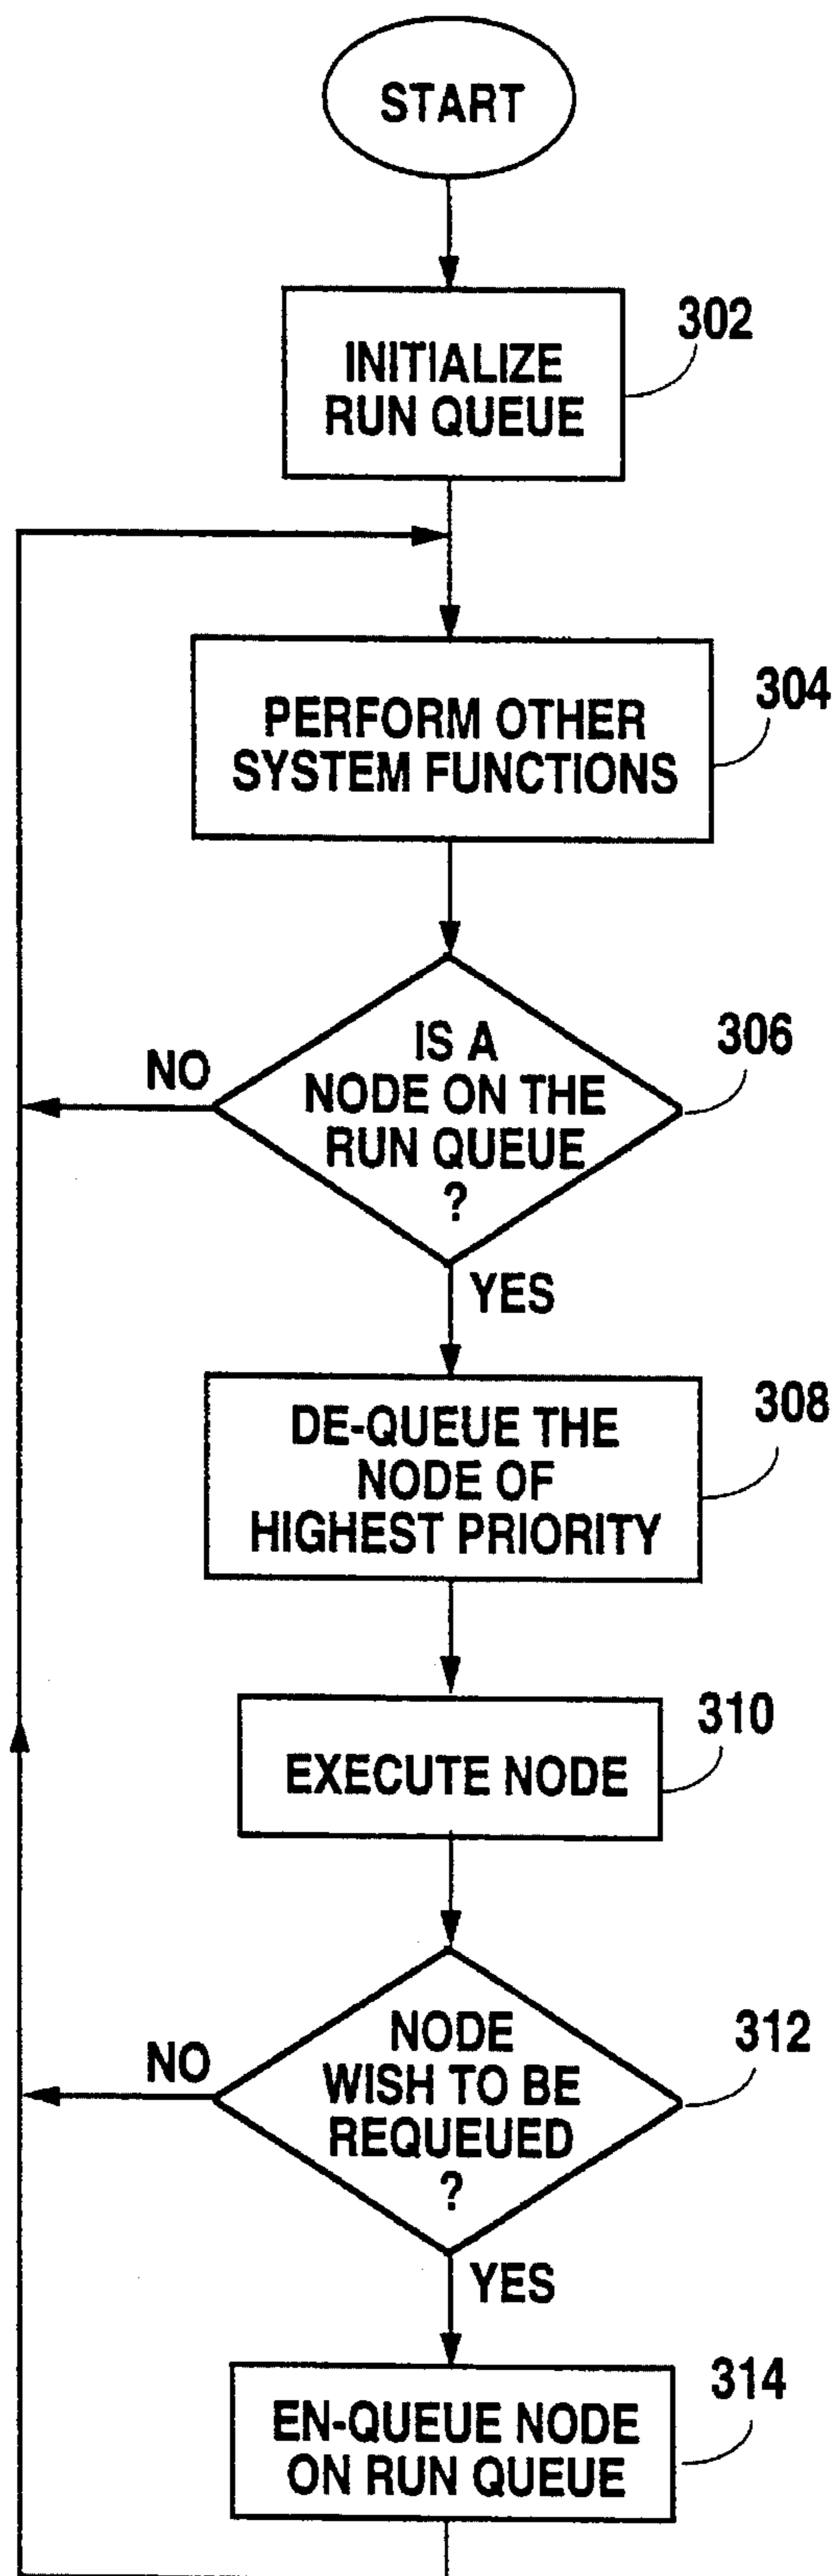 START
302
INITIALIZE
RUN QUEUE
304
PERFORM OTHER
SYSTEM FUNCTIONS
306
IS A
NODE ON THE
RUN QUEUE
?
NO
YES
308
DE-QUEUE THE
NODE OF
HIGHEST PRIORITY
310
EXECUTE NODE
312
NODE
WISH TO BE
REQUEUED
?
NO
YES
314
EN-QUEUE NODE
ON RUN QUEUE